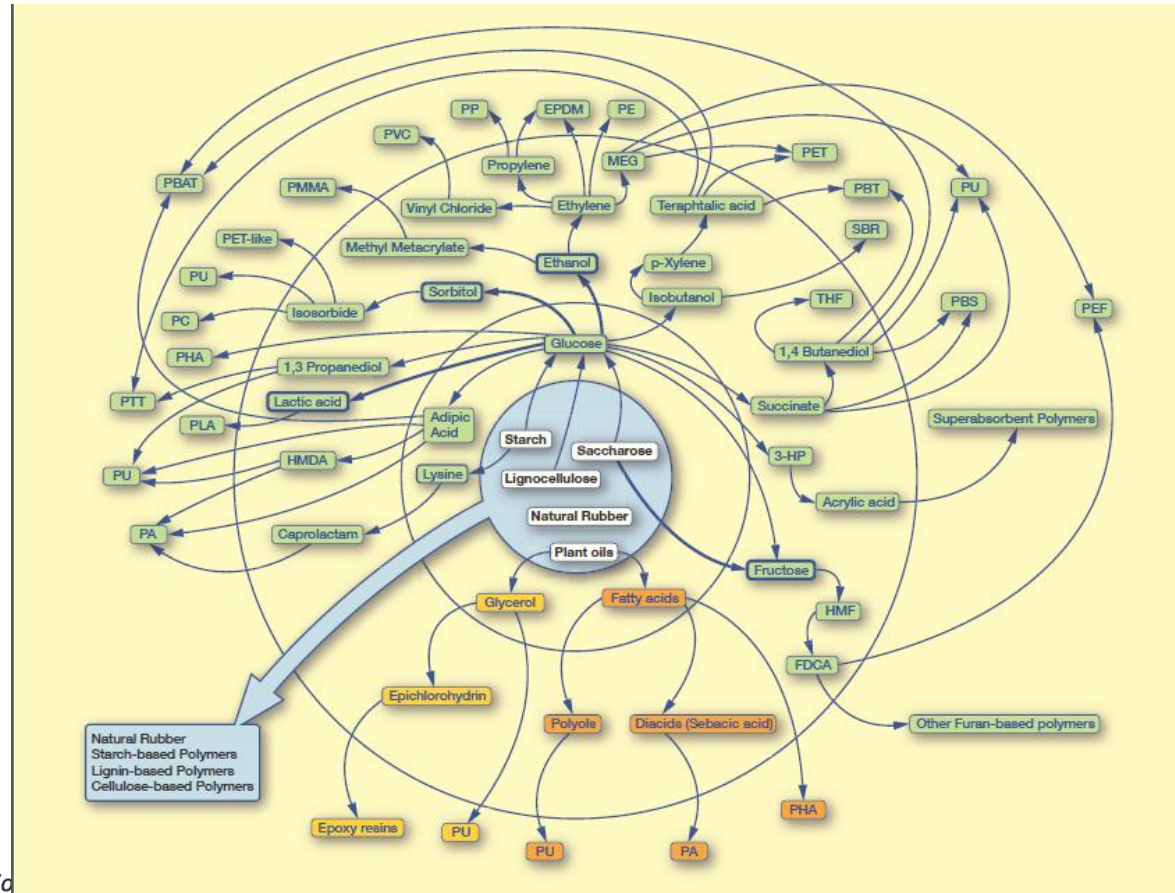 PP
EPDM
PE
PVC
Propylene
MEG
PET
PBAT
PMMA
PBT
PU
Vinyl Chloride
Ethylene
Teraphtalic acid
SBR
PET-like
Methyl Metacrylate
Ethanol
p-Xylene
PU
Sorbitol
Isobutanol
THF
PBS
PEF
PC
Isosorbide
Glucose
1,4 Butanediol
PHA
1,3 Propanediol
PTT
Lactic acid
Succinate
PLA
Adipic
Acid
Superabsorbent Polymers
Starch
Saccharose
3-HP
PU
HMDA
Lysine
Lignocellulose
Acrylic acid
Natural Rubber
PA
Caprolactam
Plant oils
Fructose
Glycerol
Fatty acids
HMF
FDCA
Epichlorohydrin
Polyols
Diacids (Sebacic acid)
Other Furan-based polymers
Natural Rubber
Starch-based Polymers
Lignin-based Polymers
Cellulose-based Polymers
PHA
Epoxy resins
PU
PU
PA